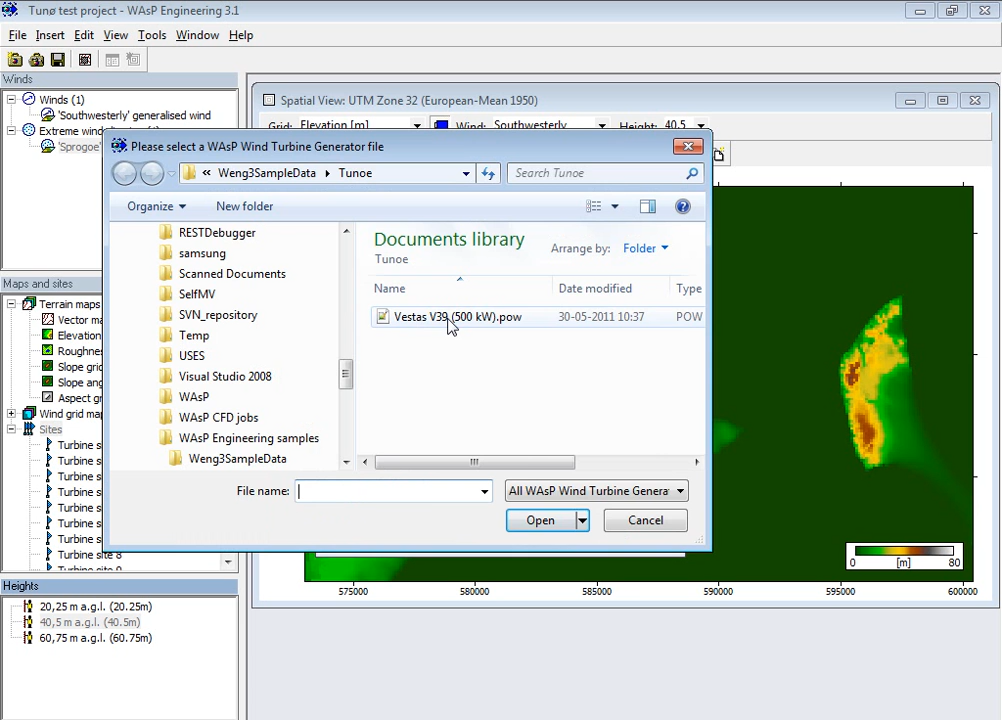 Tunø test project - WAsP Engineering 3.1
File Insert Edit View Tools Window Help
Winds
Winds (1)
'Southwesterly' generalised wind
Extreme wind
'Sprogoe'
Maps and sites
Terrain maps
Vector ma
Elevation
Roughne
Slope grid
Slope ang
Aspect gr
Wind grid map
Sites
Turbine s
Turbine s
Turbine s
Turbine s
Turbine s
Turbine s
Turbine s
Turbine site 8
Turbine site 9
Heights
20,25 m a.g.l. (20.25m)
40,5 m a.g.l. (40.5m)
60,75 m a.g.l. (60.75m)
Spatial View: UTM Zone 32 (European-Mean 1950)
Grid: Elevation [m] Wind: Southwesterly Height: 40,5
Please select a WAsP Wind Turbine Generator file
« Weng3SampleData Tunoe
Search Tunoe
Organize New folder
RESTDebugger
samsung
Scanned Documents
SelfMV
SVN_repository
Temp
USES
Visual Studio 2008
WAsP
WAsP CFD jobs
WAsP Engineering samples
Weng3SampleData
Documents library
Tunoe
Arrange by: Folder
Name Date modified Type
Vestas V39 (500 kW).pow 30-05-2011 10:37 POW
File name:
All WAsP Wind Turbine Genera
Open Cancel
0 [m] 80
575000 580000 585000 590000 595000 600000